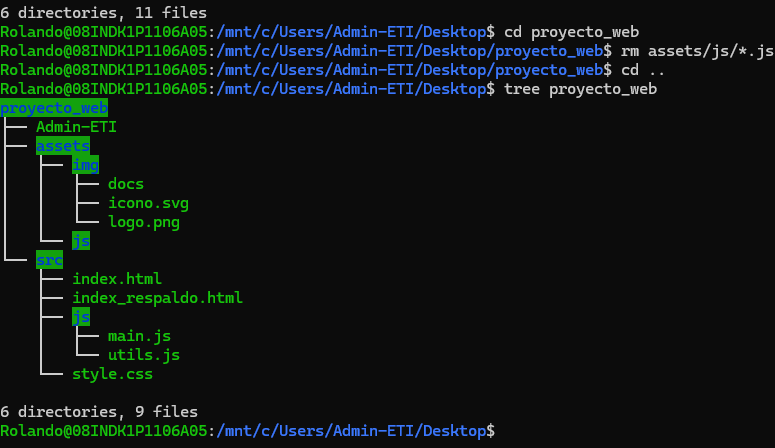 6 directories, 11 files
Rolando@08INDK1P1106A05:/mnt/c/Users/Admin-ETI/Desktop$ cd proyecto_web
Rolando@08INDK1P1106A05:/mnt/c/Users/Admin-ETI/Desktop/proyecto_web$ rm assets/js/*.js
Rolando@08INDK1P1106A05:/mnt/c/Users/Admin-ETI/Desktop/proyecto_web$ cd ..
Rolando@08INDK1P1106A05:/mnt/c/Users/Admin-ETI/Desktop$ tree proyecto_web
proyecto_web
├── Admin-ETI
├── assets
│   ├── img
│   │   ├── docs
│   │   ├── icono.svg
│   │   └── logo.png
│   └── js
└── src
    ├── index.html
    ├── index_respaldo.html
    ├── js
    │   ├── main.js
    │   └── utils.js
    └── style.css
6 directories, 9 files
Rolando@08INDK1P1106A05:/mnt/c/Users/Admin-ETI/Desktop$